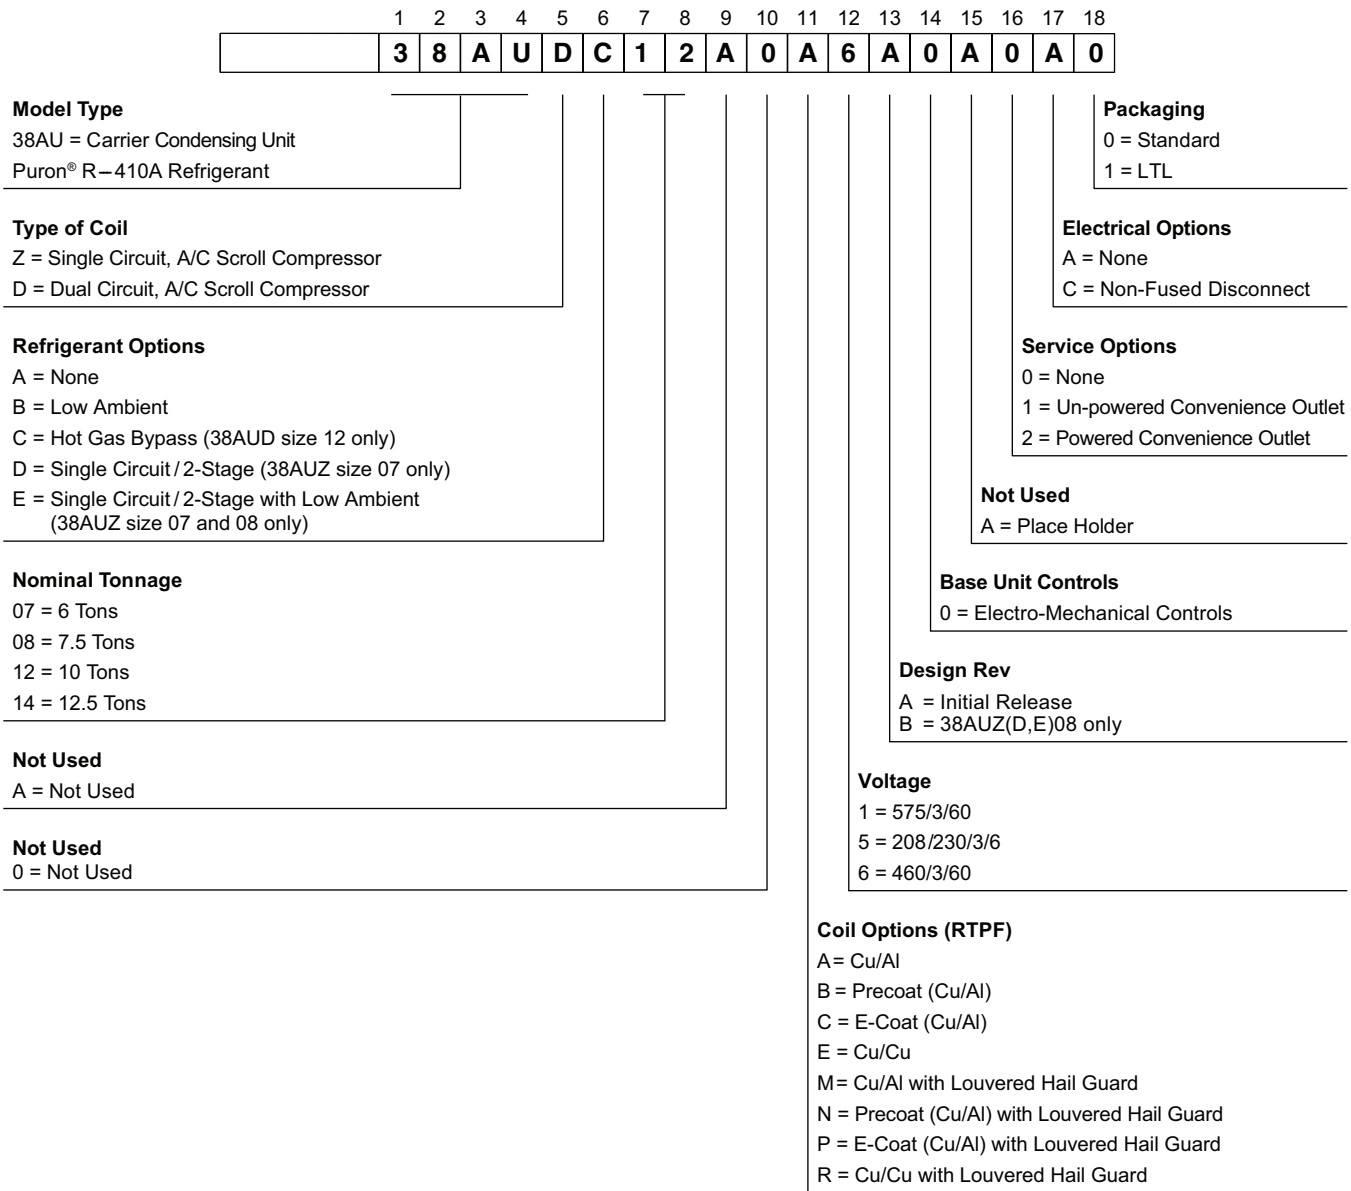 1 2 3 4 5 6 7 8 9 10 11 12 13 14 15 16 17 18
3 8 A U D C 1 2 A 0 A 6 A 0 A 0 A 0
Model Type
38AU = Carrier Condensing Unit
Puron® R-410A Refrigerant
Type of Coil
Z = Single Circuit, A/C Scroll Compressor
D = Dual Circuit, A/C Scroll Compressor
Refrigerant Options
A = None
B = Low Ambient
C = Hot Gas Bypass (38AUD size 12 only)
D = Single Circuit/2-Stage (38AUZ size 07 only)
E = Single Circuit/2-Stage with Low Ambient
(38AUZ size 07 and 08 only)
Nominal Tonnage
07 = 6 Tons
08 = 7.5 Tons
12 = 10 Tons
14 = 12.5 Tons
Not Used
A = Not Used
Not Used
0 = Not Used
Packaging
0 = Standard
1 = LTL
Electrical Options
A = None
C = Non-Fused Disconnect
Service Options
0 = None
1 = Un-powered Convenience Outlet
2 = Powered Convenience Outlet
Not Used
A = Place Holder
Base Unit Controls
0 = Electro-Mechanical Controls
Design Rev
A = Initial Release
B = 38AUZ(D,E)08 only
Voltage
1 = 575/3/60
5 = 208/230/3/6
6 = 460/3/60
Coil Options (RTPF)
A = Cu/Al
B = Precoat (Cu/Al)
C = E-Coat (Cu/Al)
E = Cu/Cu
M = Cu/Al with Louvered Hail Guard
N = Precoat (Cu/Al) with Louvered Hail Guard
P = E-Coat (Cu/Al) with Louvered Hail Guard
R = Cu/Cu with Louvered Hail Guard